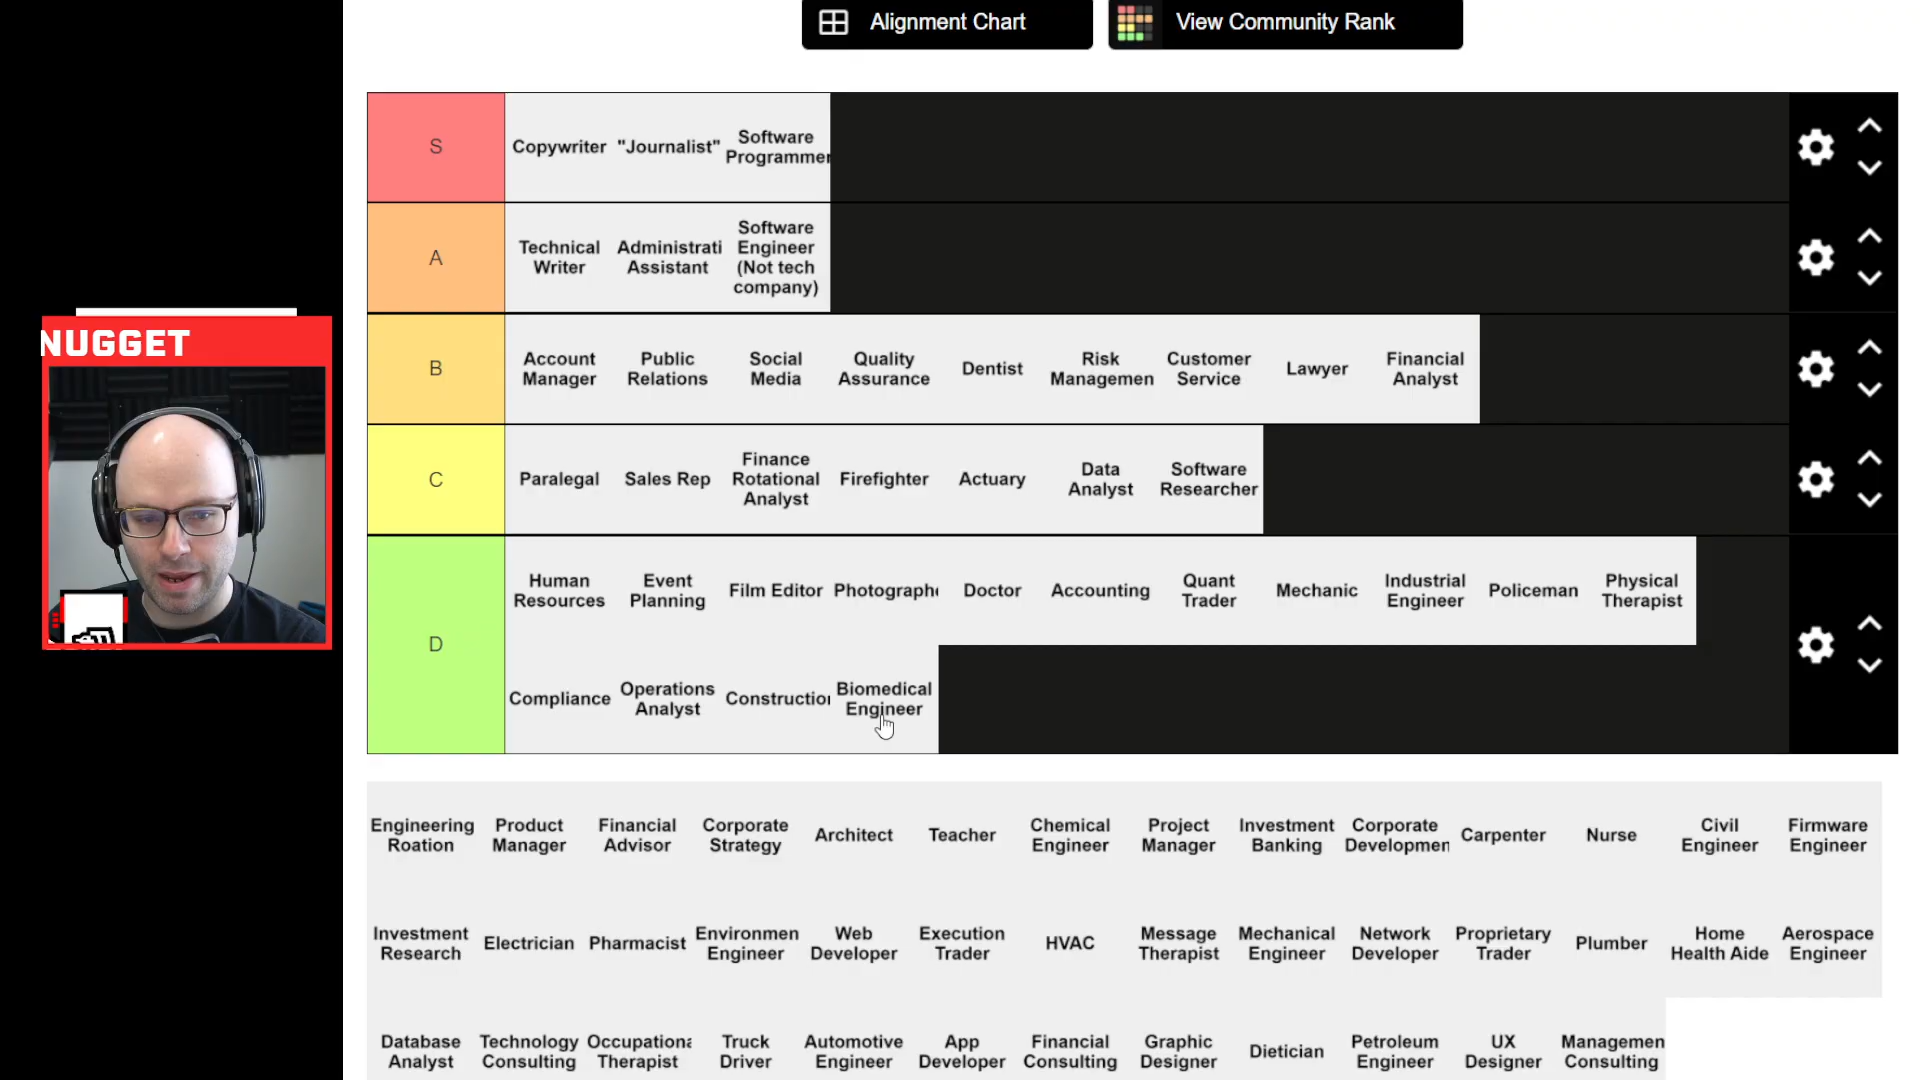 Alignment Chart
View Community Rank
NUGGET
S
Copywriter
"Journalist"
Software
Programmer
A
Technical
Writer
Administrati
Assistant
Software
Engineer
(Not tech
company)
B
Account
Manager
Public
Relations
Social
Media
Quality
Assurance
Dentist
Risk
Managemen
Customer
Service
Lawyer
Financial
Analyst
C
Paralegal
Sales Rep
Finance
Rotational
Analyst
Firefighter
Actuary
Data
Analyst
Software
Researcher
D
Human
Resources
Event
Planning
Film Editor
Photographe
Doctor
Accounting
Quant
Trader
Mechanic
Industrial
Engineer
Policeman
Physical
Therapist
Compliance
Operations
Analyst
Construction
Biomedical
Engineer
Engineering
Roation
Product
Manager
Financial
Advisor
Corporate
Strategy
Architect
Teacher
Chemical
Engineer
Project
Manager
Investment
Banking
Corporate
Developmen
Carpenter
Nurse
Civil
Engineer
Firmware
Engineer
Investment
Research
Electrician
Pharmacist
Environmen
Engineer
Web
Developer
Execution
Trader
HVAC
Message
Therapist
Mechanical
Engineer
Network
Developer
Proprietary
Trader
Plumber
Home
Health Aide
Aerospace
Engineer
Database
Analyst
Technology
Consulting
Occupationa
Therapist
Truck
Driver
Automotive
Engineer
App
Developer
Financial
Consulting
Graphic
Designer
Dietician
Petroleum
Engineer
UX
Designer
Managemen
Consulting